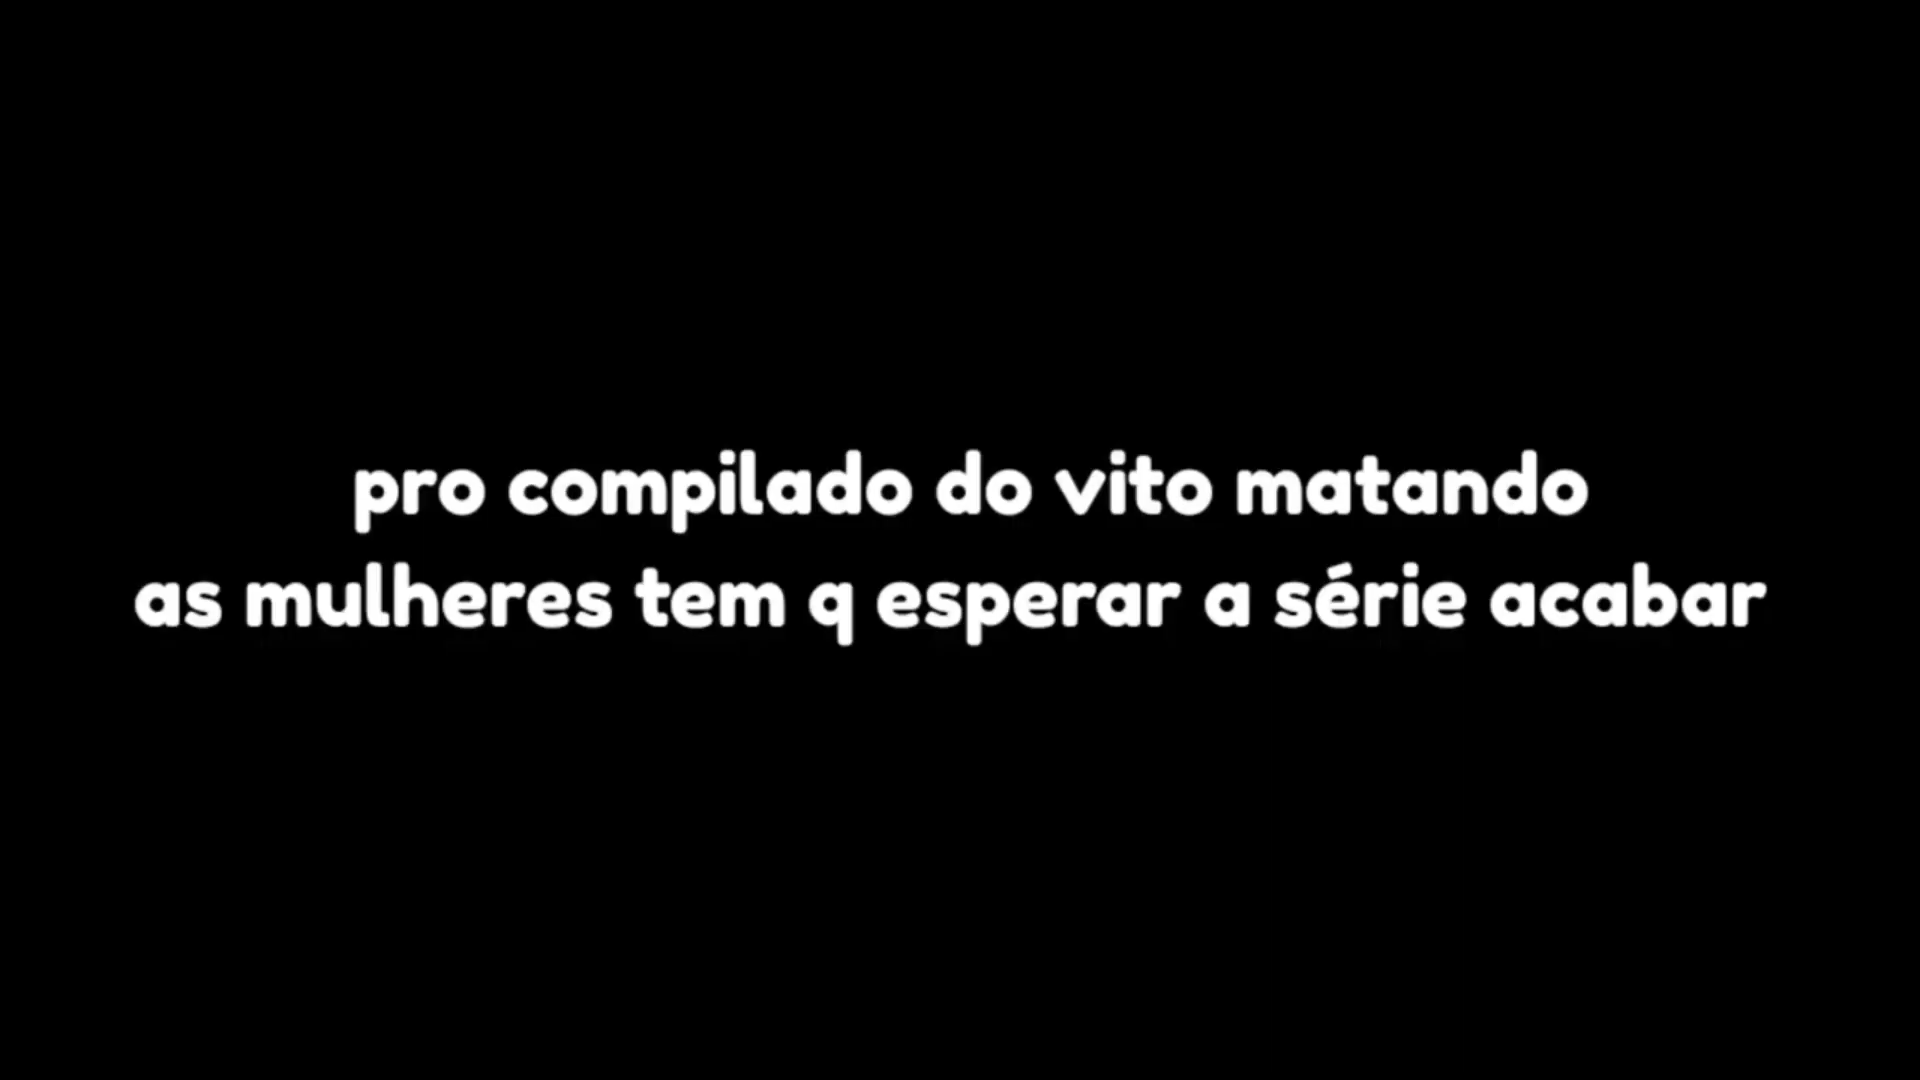 pro compilado do vito matando
as mulheres tem q esperar a série acabar